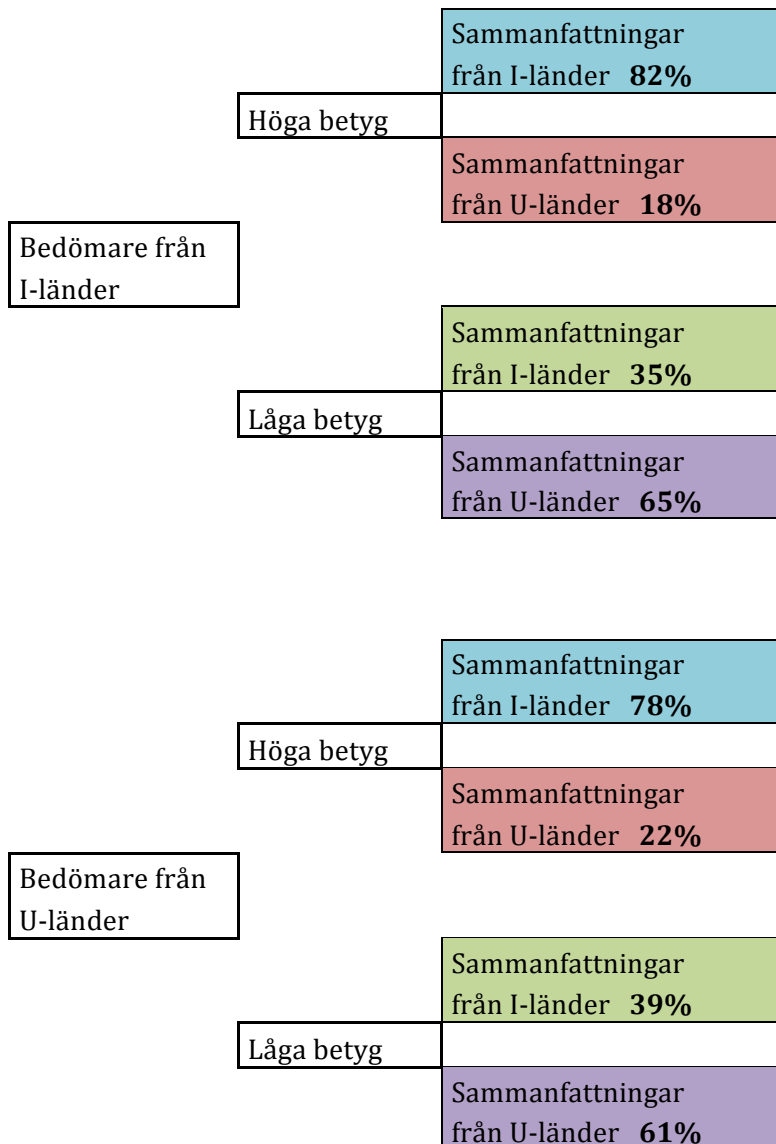 Sammanfattningar
från I-länder 82%
Höga betyg
Sammanfattningar
från U-länder 18%
Bedömare från
I-länder
Sammanfattningar
från I-länder 35%
Låga betyg
Sammanfattningar
från U-länder 65%
Sammanfattningar
från I-länder 78%
Höga betyg
Sammanfattningar
från U-länder 22%
Bedömare från
U-länder
Sammanfattningar
från I-länder 39%
Låga betyg
Sammanfattningar
från U-länder 61%